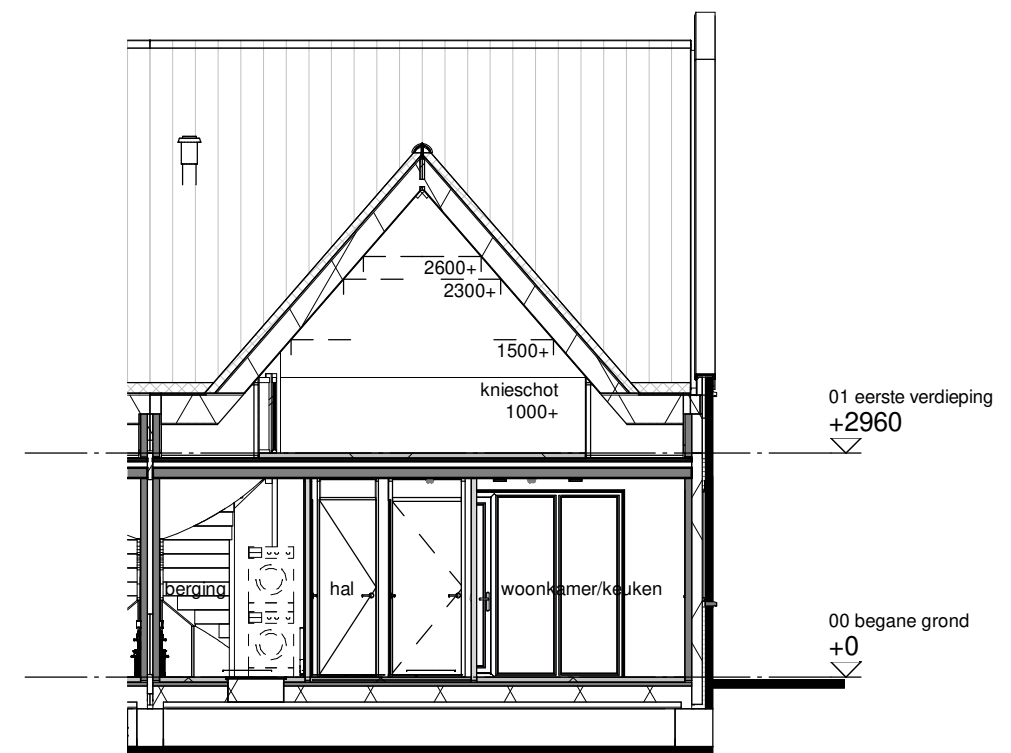 2600+
2300+
1500+
knieschot
1000+
01 eerste verdieping
+2960
berging
hal
woonkamer/keuken
00 begane grond
+0